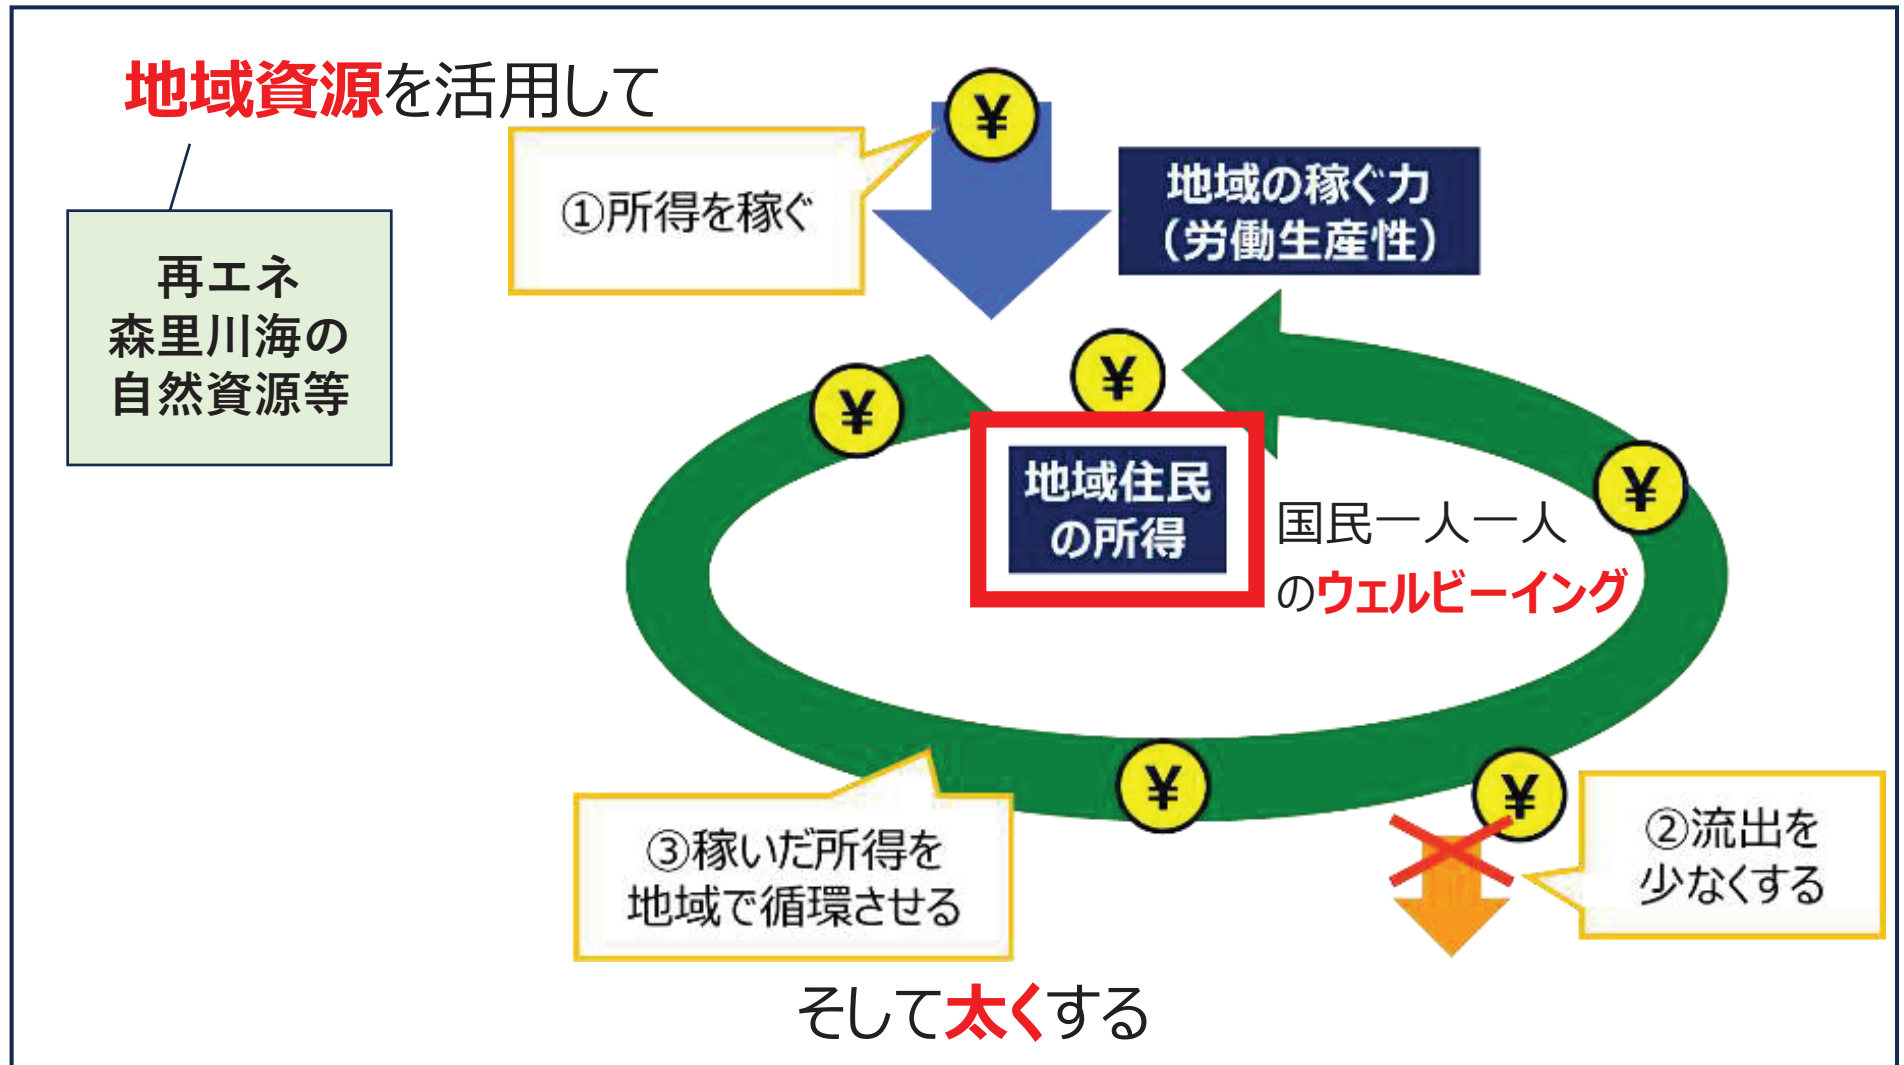 地域資源を活用して
再エネ
森里川海の
自然資源等
¥
①所得を稼ぐ
地域の稼ぐ力
（労働生産性）
¥
¥
¥
地域住民
の所得
国民一人一人
のウェルビーイング
¥
¥
③稼いだ所得を
地域で循環させる
②流出を
少なくする
そして太くする